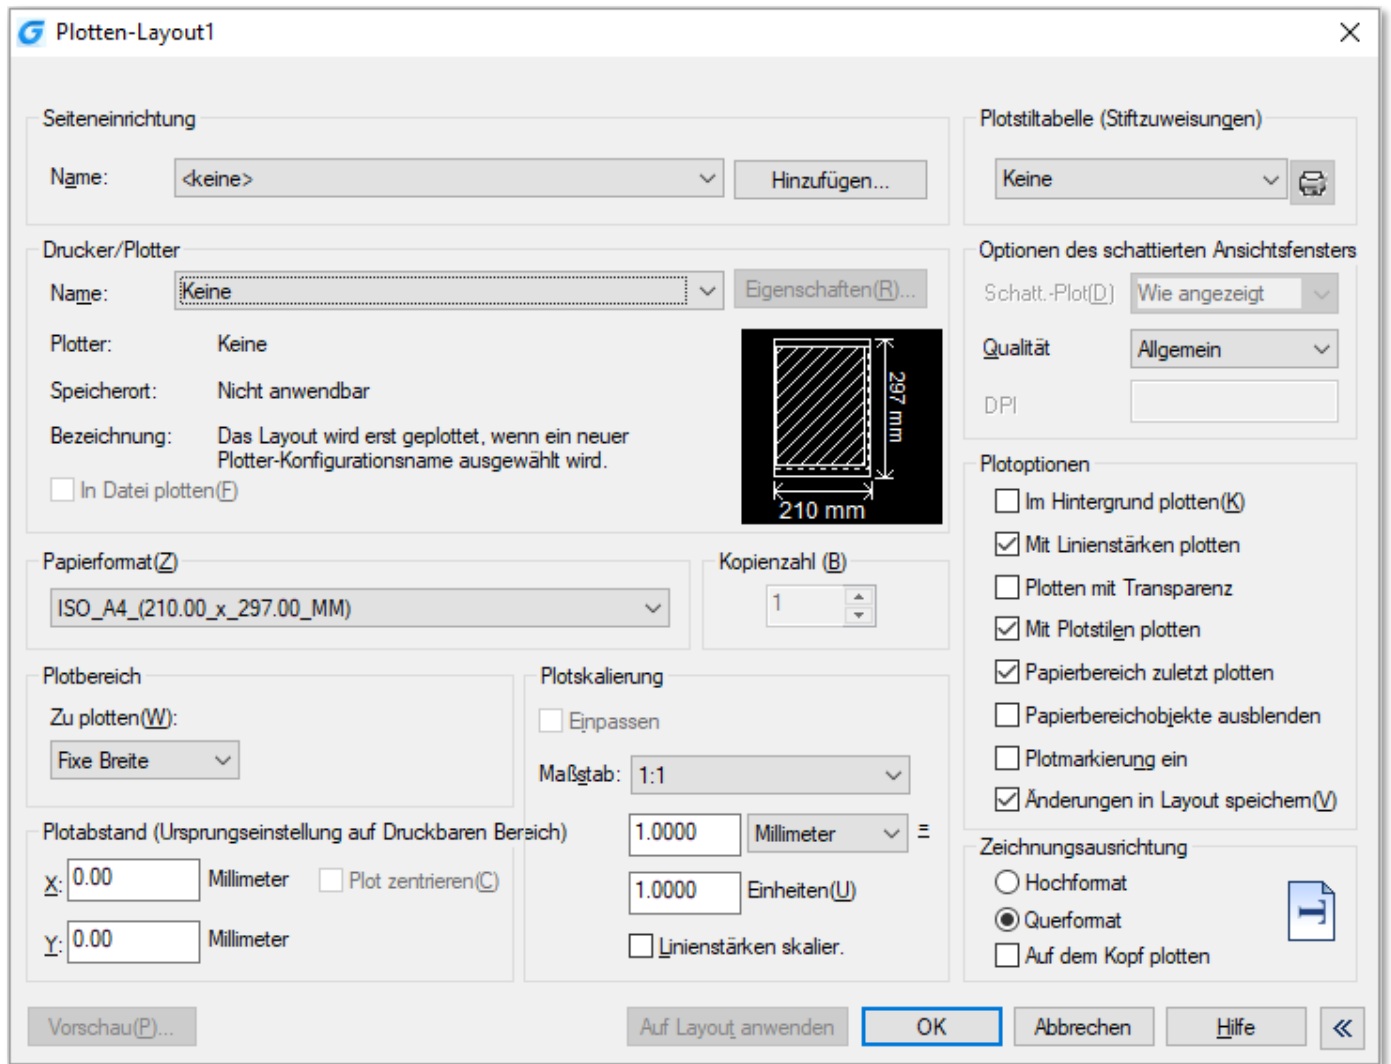 Plotten-Layout1
Seiteneinrichtung
Name:
<keine>
Hinzufügen...
Plotstiltabelle (Stiftzuweisungen)
Keine
Drucker/Plotter
Name:
Keine
Eigenschaften(R)...
Plotter:
Keine
Speicherort:
Nicht anwendbar
Bezeichnung:
Das Layout wird erst geplottet, wenn ein neuer
Plotter-Konfigurationsname ausgewählt wird.
In Datei plotten(F)
297 mm
210 mm
Optionen des schattierten Ansichtsfensters
Schatt.-Plot(D)
Wie angezeigt
Qualität
Allgemein
DPI
Papierformat(Z)
ISO_A4_(210.00_x_297.00_MM)
Kopienzahl (B)
1
Plotoptionen
Im Hintergrund plotten(K)
Mit Linienstärken plotten
Plotten mit Transparenz
Mit Plotstilen plotten
Papierbereich zuletzt plotten
Papierbereichobjekte ausblenden
Plotmarkierung ein
Änderungen in Layout speichern(V)
Plotbereich
Zu plotten(W):
Fixe Breite
Plotskalierung
Einpassen
Maßstab:
1:1
1.0000
Millimeter
=
1.0000
Einheiten(U)
Linienstärken skalier.
Plotabstand (Ursprungseinstellung auf Druckbaren Bereich)
X:
0.00
Millimeter
Plot zentrieren(C)
Y:
0.00
Millimeter
Zeichnungsausrichtung
Hochformat
Querformat
Auf dem Kopf plotten
Vorschau(P)...
Auf Layout anwenden
OK
Abbrechen
Hilfe